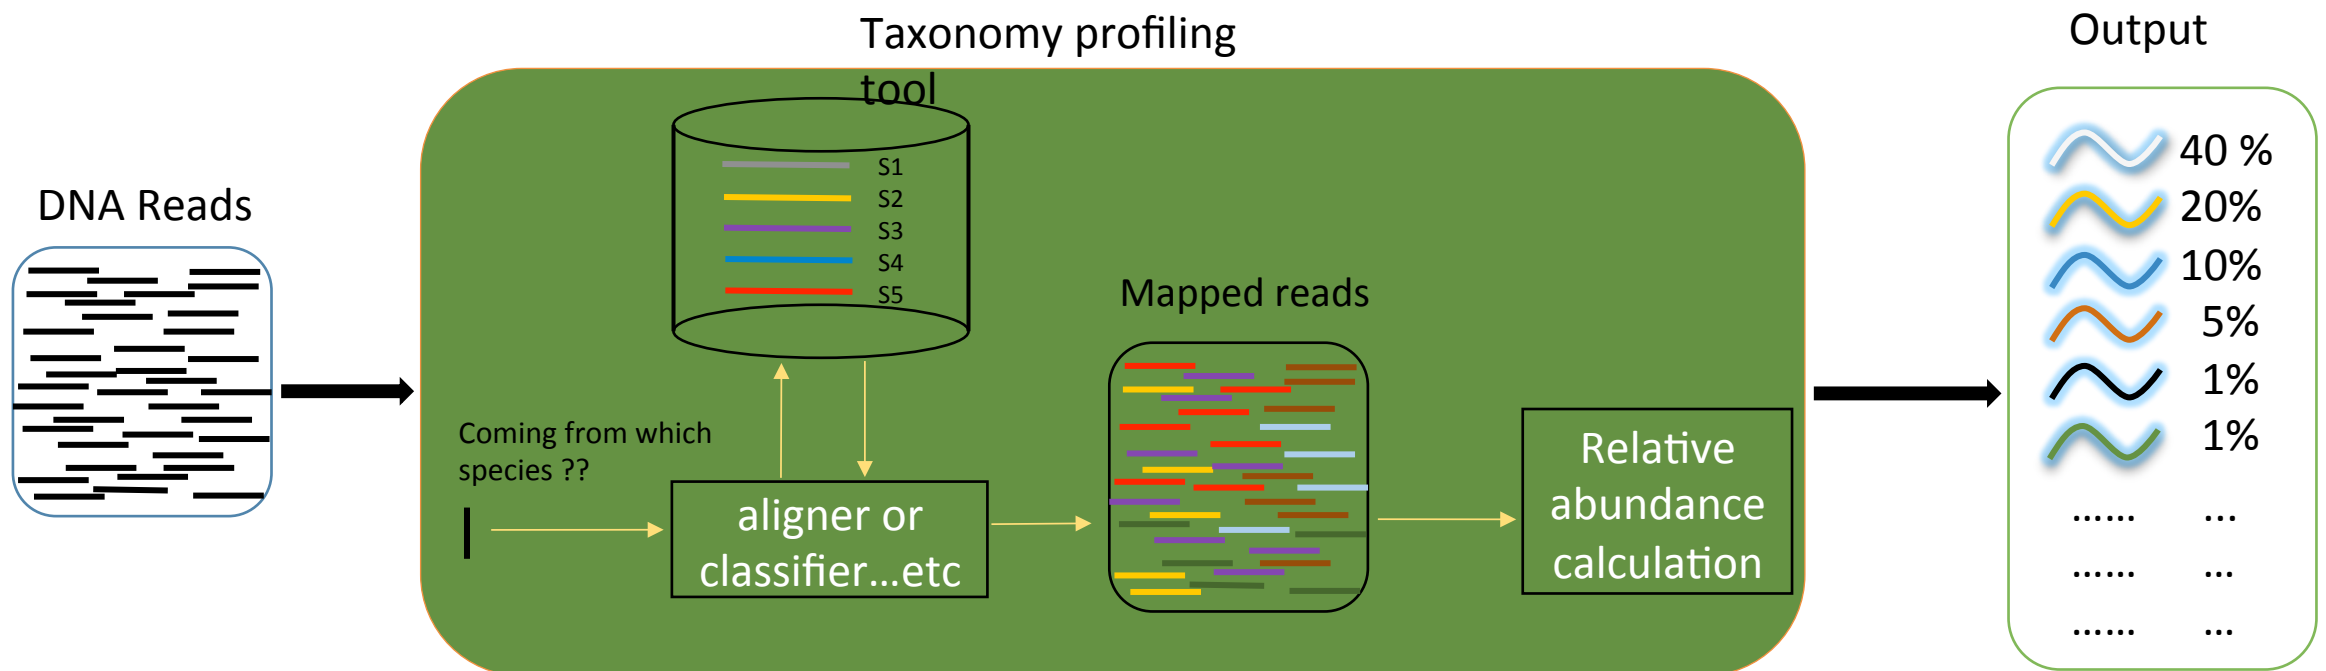 Taxonomy profiling
tool
Output
DNA Reads
S1
S2
S3
S4
S5
Coming from which
species ??
aligner or
classifier...etc
Mapped reads
Relative
abundance
calculation
40 %
20%
10%
5%
1%
1%
...... ...
...... ...
...... ...